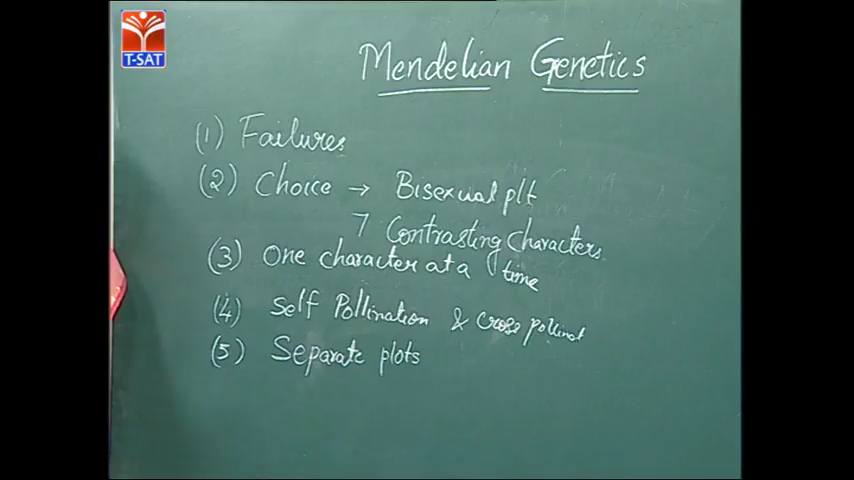 T-SAT
Mendelian Genetics
(1) Failures
(2) Choice → Bisexual plt
7 Contrasting Characters
(3) One character at a time
(4) Self Pollination & cross pollinat
(5) Separate plots